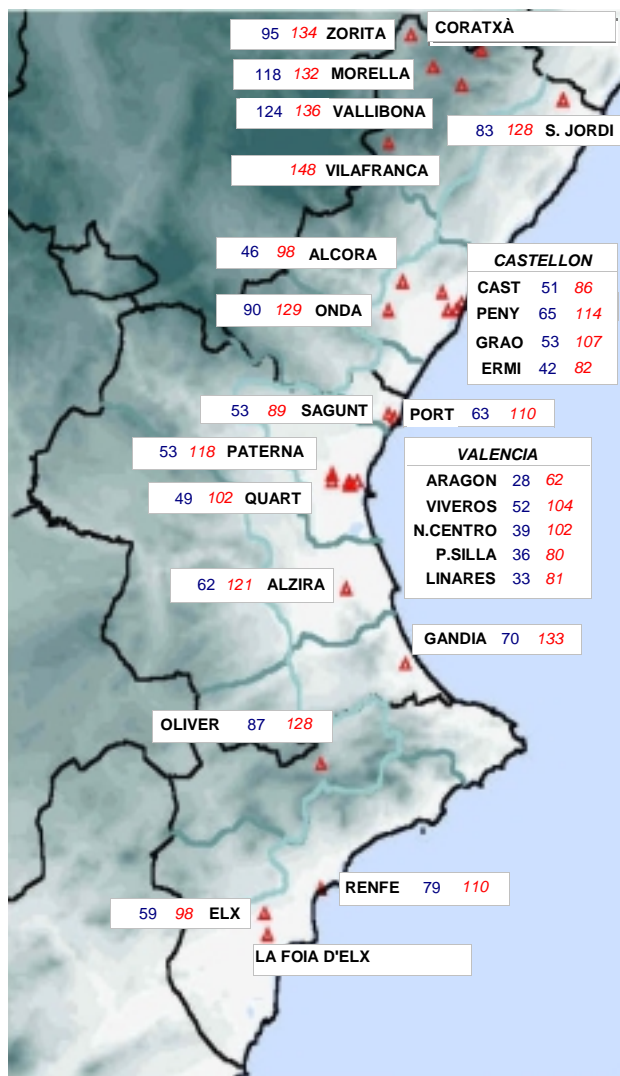 95 134 ZORITA
CORATXÀ
118 132 MORELLA
124 136 VALLIBONA
83 128 S. JORDI
148 VILAFRANCA
46 98 ALCORA
CASTELLON
CAST 51 86
PENY 65 114
GRAO 53 107
ERMI 42 82
90 129 ONDA
53 89 SAGUNT
PORT 63 110
53 118 PATERNA
49 102 QUART
VALENCIA
ARAGON 28 62
VIVEROS 52 104
N.CENTRO 39 102
P.SILLA 36 80
LINARES 33 81
62 121 ALZIRA
GANDIA 70 133
OLIVER 87 128
RENFE 79 110
59 98 ELX
LA FOIA D'ELX